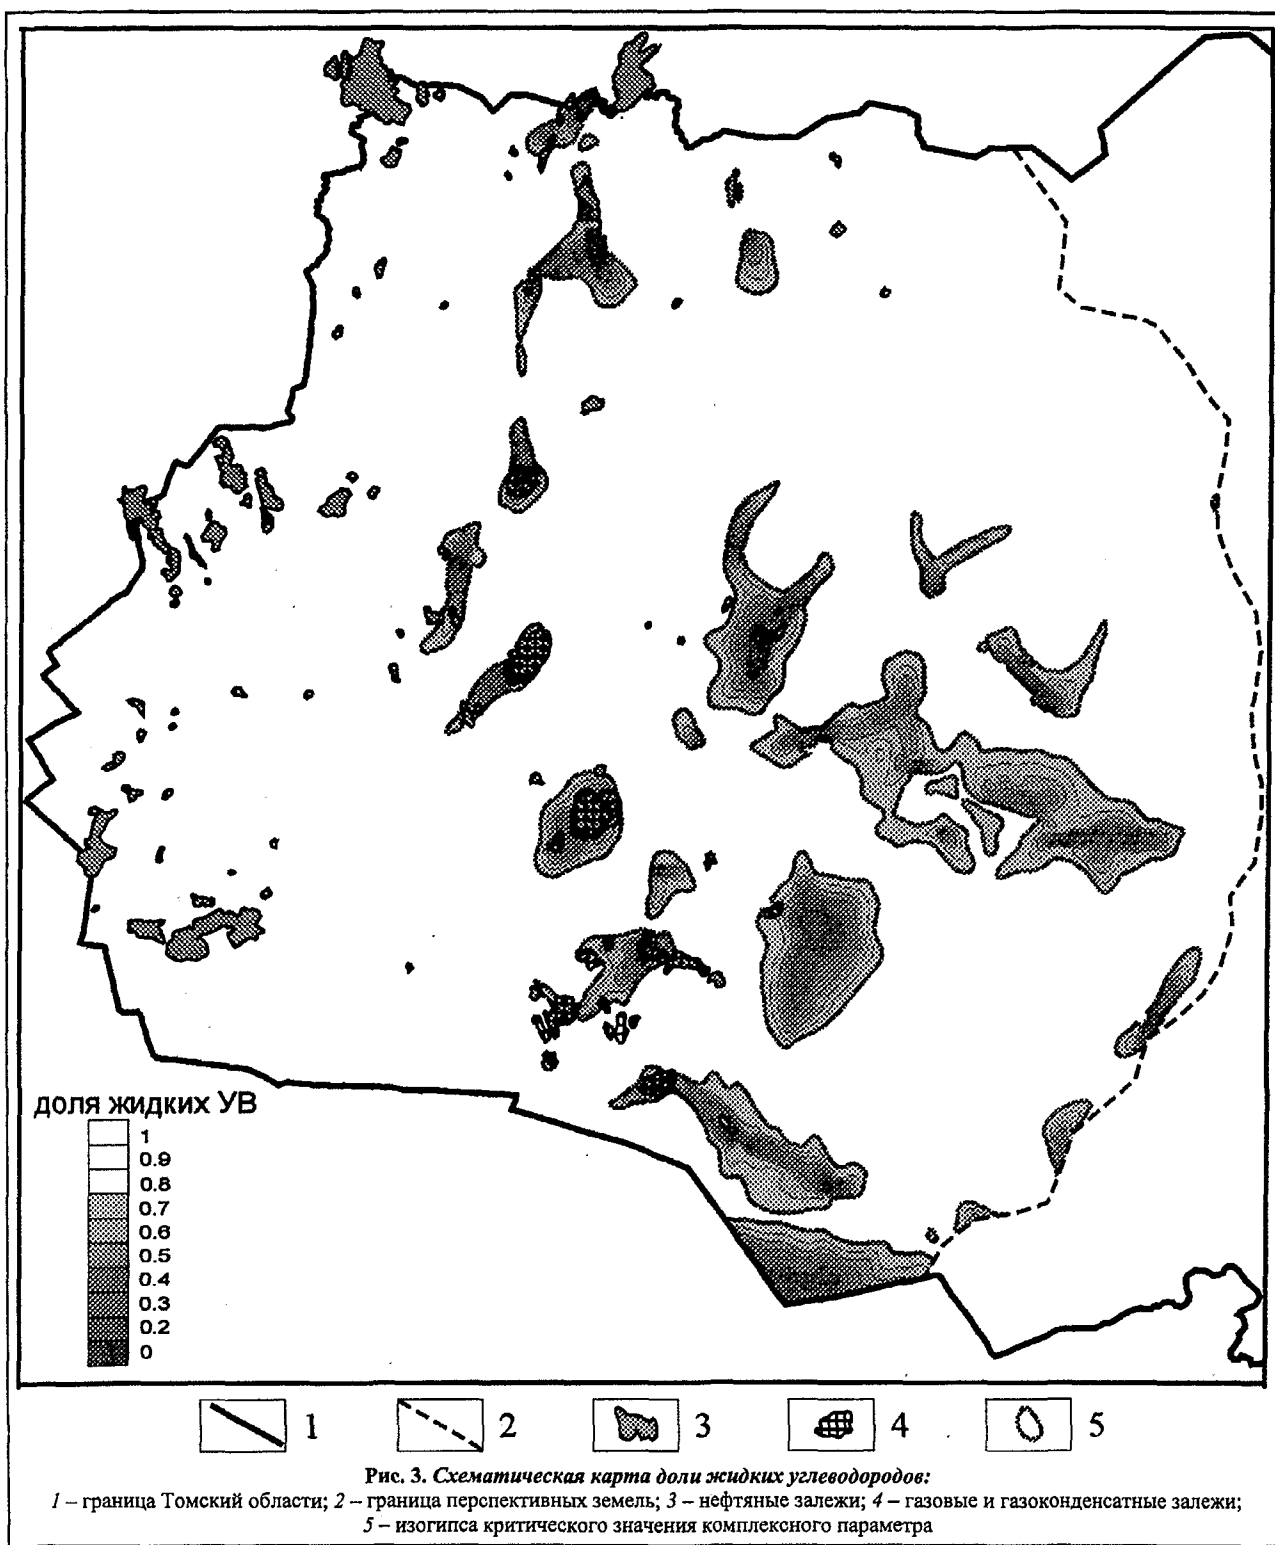 доля жидких УВ
1
0.9
0.8
0.7
0.6
0.5
0.4
0.3
0.2
0
1 2 3 4 5
Рис. 3. Схематическая карта доли жидких углеводородов:
1 – граница Томский области; 2 – граница перспективных земель; 3 – нефтяные залежи; 4 – газовые и газоконденсатные залежи;
5 – изогипса критического значения комплексного параметра